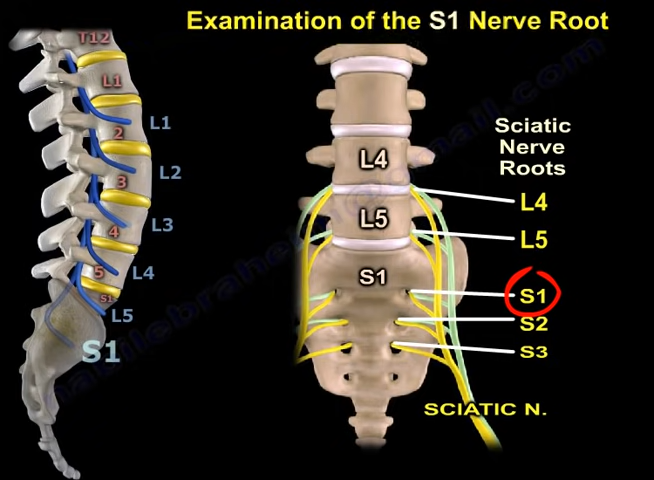 Examination of the S1 Nerve Root
T12
L1
2
3
4
5
S1
L1
L2
L3
L4
L5
S1
L4
L5
S1
Sciatic
Nerve
Roots
L4
L5
S1
S2
S3
SCIATIC N.